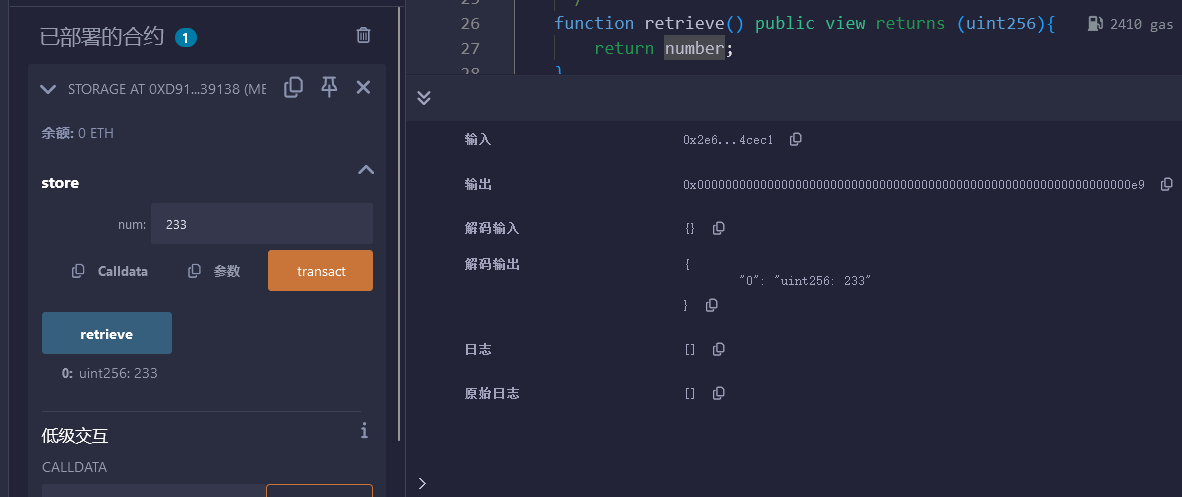 已部署的合约 1
STORAGE AT 0XD91...39138 (ME
余额: 0 ETH
store
num: 233
Calldata 参数 transact
retrieve
0: uint256: 233
低级交互 i
CALLDATA
26 function retrieve() public view returns (uint256){ 2410 gas
27 return number;
28 }
输入 0x2e6...4cec1
输出 0x00000000000000000000000000000000000000000000000000000000000000e9
解码输入 {}
解码输出 {
"0": "uint256: 233"
}
日志 []
原始日志 []
>